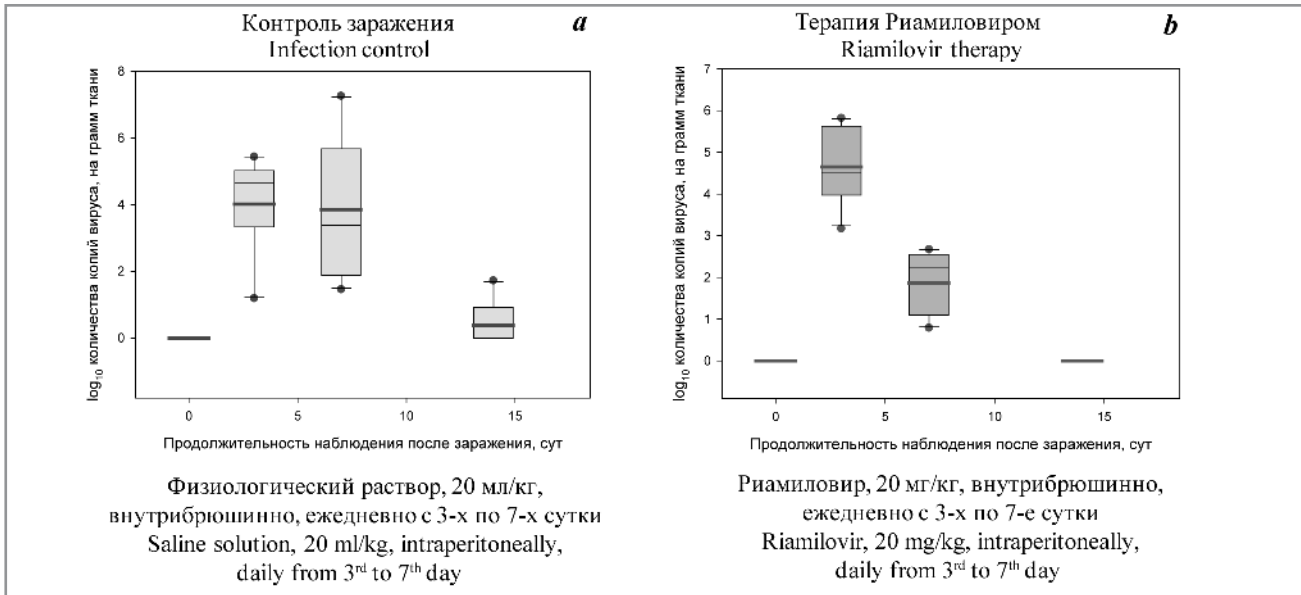 Контроль заражения
Infection control
a
log10 количества копий вируса, на грамм ткани
8
6
4
2
0
0
5
10
15
Продолжительность наблюдения после заражения, сут
Физиологический раствор, 20 мл/кг,
внутрибрюшинно, ежедневно с 3-х по 7-х сутки
Saline solution, 20 ml/kg, intraperitoneally,
daily from 3rd to 7th day
Терапия Риамиловиром
Riamilovir therapy
b
log10 количества копий вируса, на грамм ткани
7
6
5
4
3
2
1
0
0
5
10
15
Продолжительность наблюдения после заражения, сут
Риамиловир, 20 мг/кг, внутрибрюшинно,
ежедневно с 3-х по 7-е сутки
Riamilovir, 20 mg/kg, intraperitoneally,
daily from 3rd to 7th day